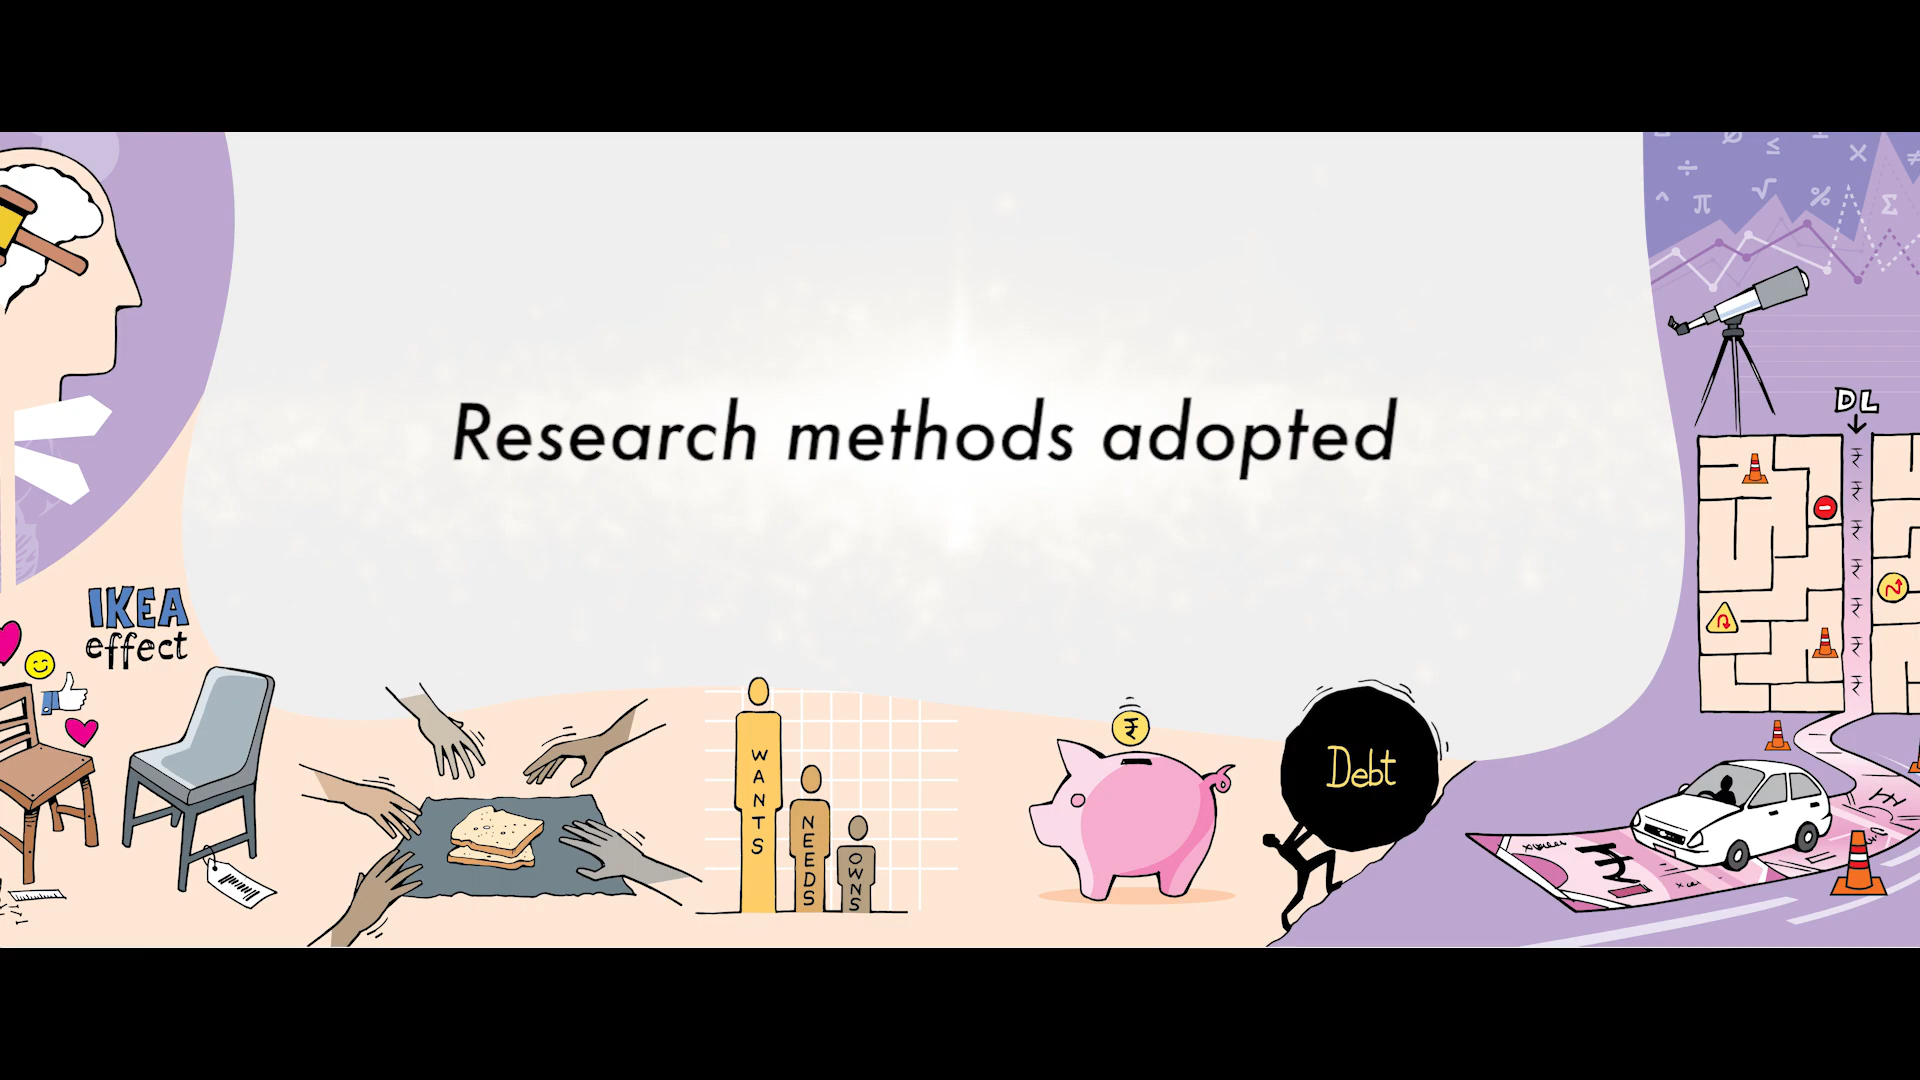 Research methods adopted
DL
IKEA
effect
WANTS
NEEDS
OWNS
₹
Debt